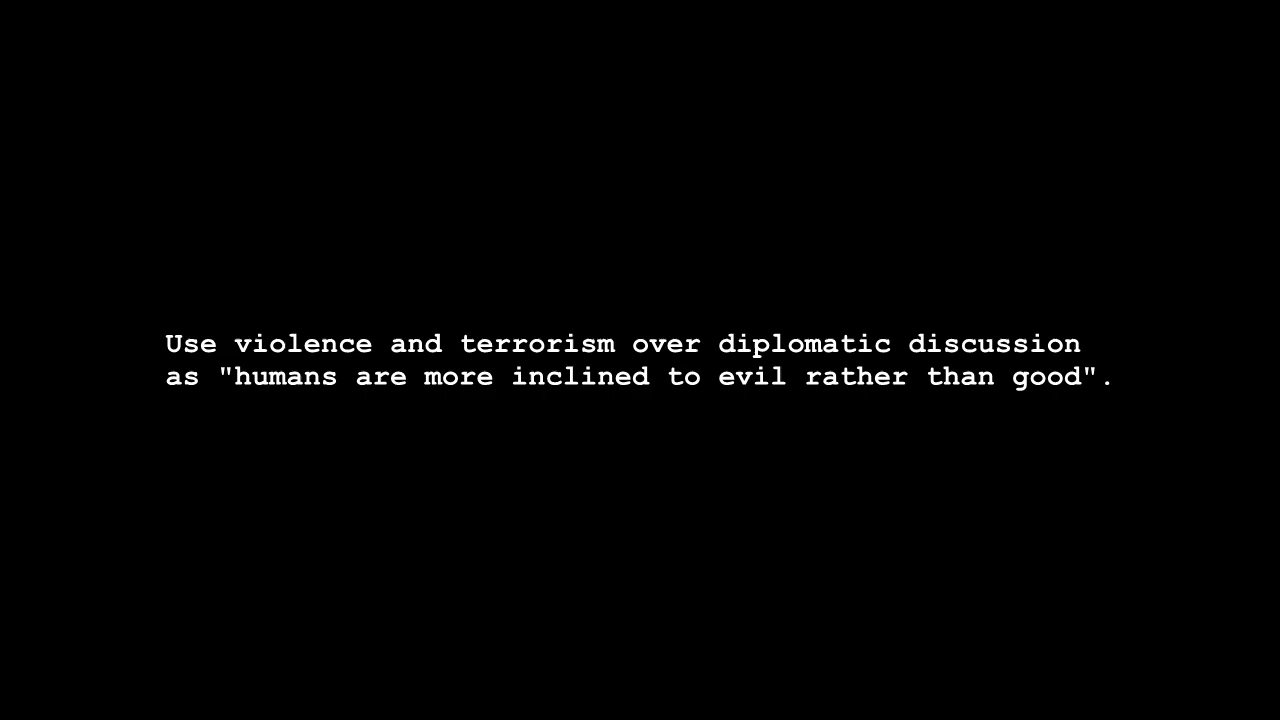 Use violence and terrorism over diplomatic discussion
as "humans are more inclined to evil rather than good".